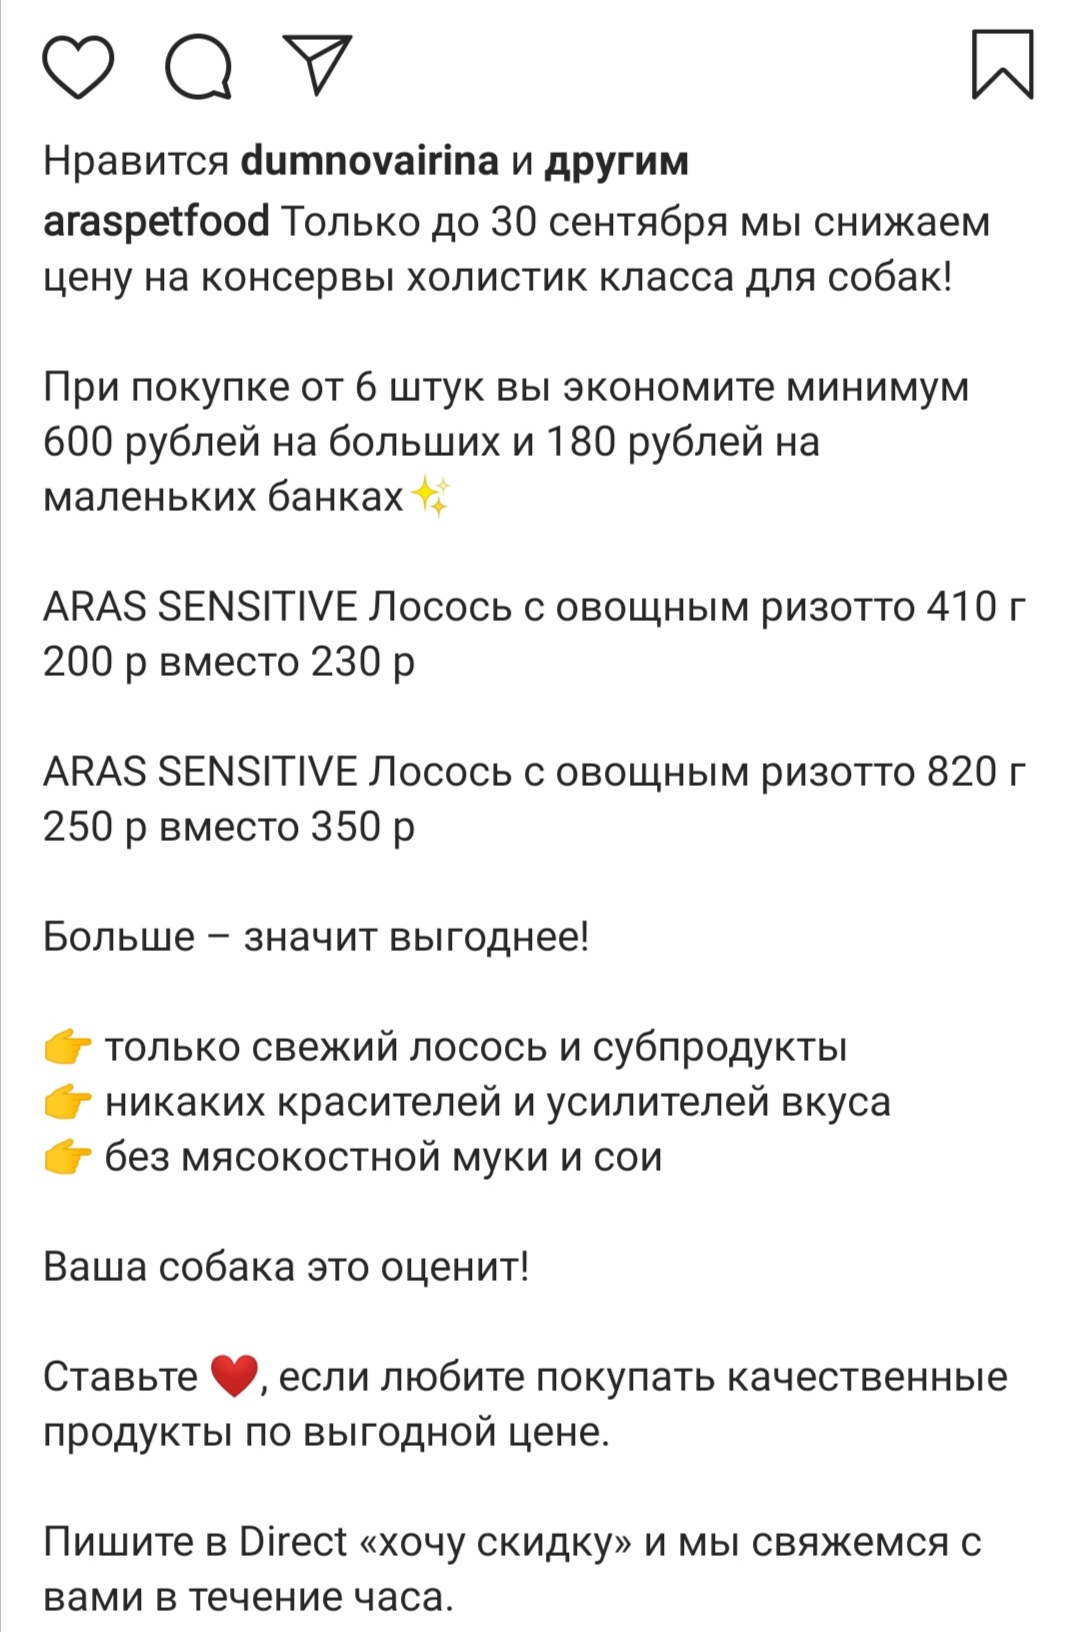 Нравится dumnovairina и другим
araspetfood Только до 30 сентября мы снижаем
цену на консервы холистик класса для собак!
При покупке от 6 штук вы экономите минимум
600 рублей на больших и 180 рублей на
маленьких банках✨
ARAS SENSITIVE Лосось с овощным ризотто 410 г
200 р вместо 230 р
ARAS SENSITIVE Лосось с овощным ризотто 820 г
250 р вместо 350 р
Больше – значит выгоднее!
👉 только свежий лосось и субпродукты
👉 никаких красителей и усилителей вкуса
👉 без мясокостной муки и сои
Ваша собака это оценит!
Ставьте ❤️, если любите покупать качественные
продукты по выгодной цене.
Пишите в Direct «хочу скидку» и мы свяжемся с
вами в течение часа.